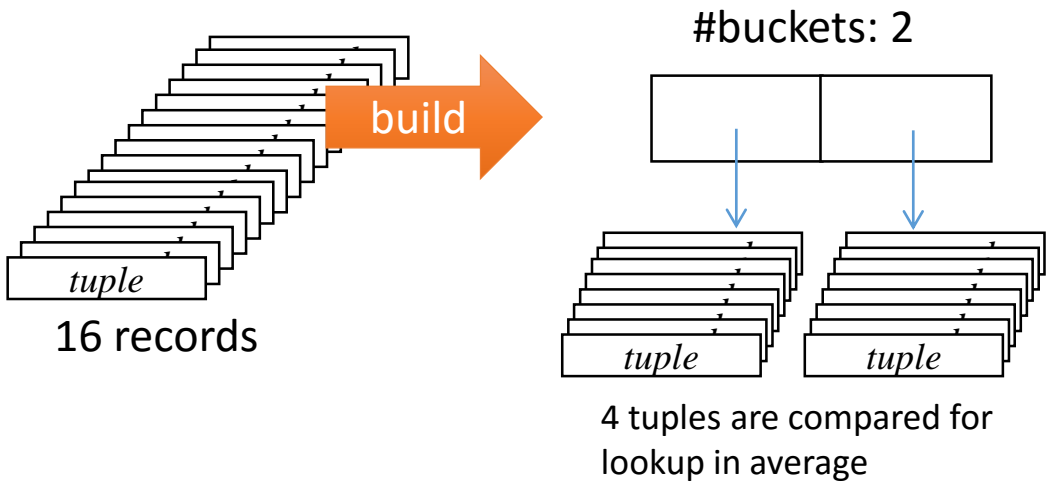 #buckets: 2
build
tuple
16 records
tuple
tuple
4 tuples are compared for
lookup in average